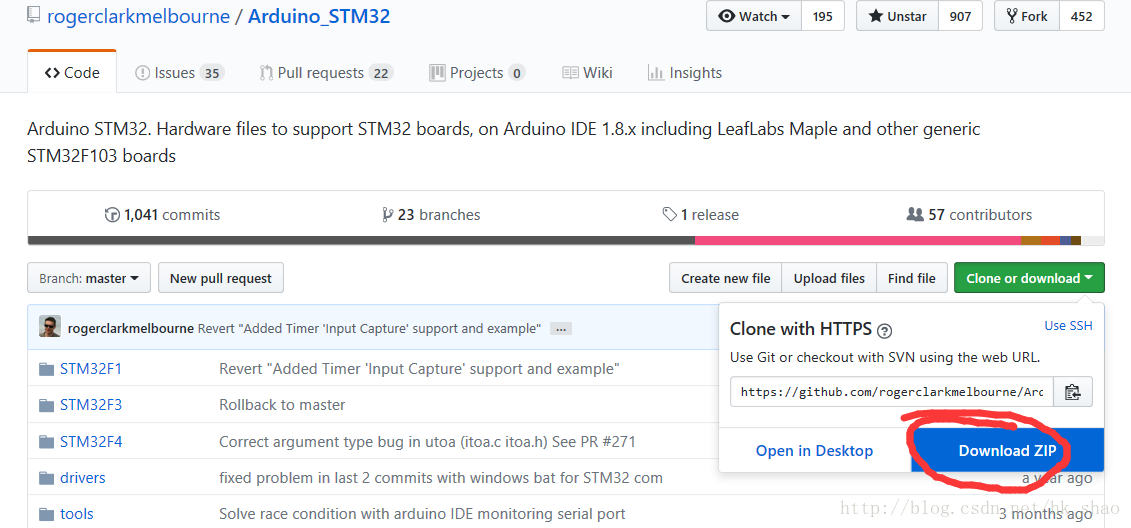 rogerclarkmelbourne / Arduino_STM32 Watch 195 Unstar 907 Fork 452
Code Issues 35 Pull requests 22 Projects 0 Wiki Insights
Arduino STM32. Hardware files to support STM32 boards, on Arduino IDE 1.8.x including LeafLabs Maple and other generic
STM32F103 boards
1,041 commits 23 branches 1 release 57 contributors
Branch: master New pull request Create new file Upload files Find file Clone or download
rogerclarkmelbourne Revert "Added Timer 'Input Capture' support and example" ...
Clone with HTTPS ? Use SSH
Use Git or checkout with SVN using the web URL.
STM32F1 Revert "Added Timer 'Input Capture' support and example"
https://github.com/rogerclarkmelbourne/Ard
STM32F3 Rollback to master
STM32F4 Correct argument type bug in utoa (itoa.c itoa.h) See PR #271
Open in Desktop Download ZIP
drivers fixed problem in last 2 commits with windows bat for STM32 com a year ago
tools Solve race condition with arduino IDE monitoring serial port 3 months ago
http://blog.csdn.net/hk_shao